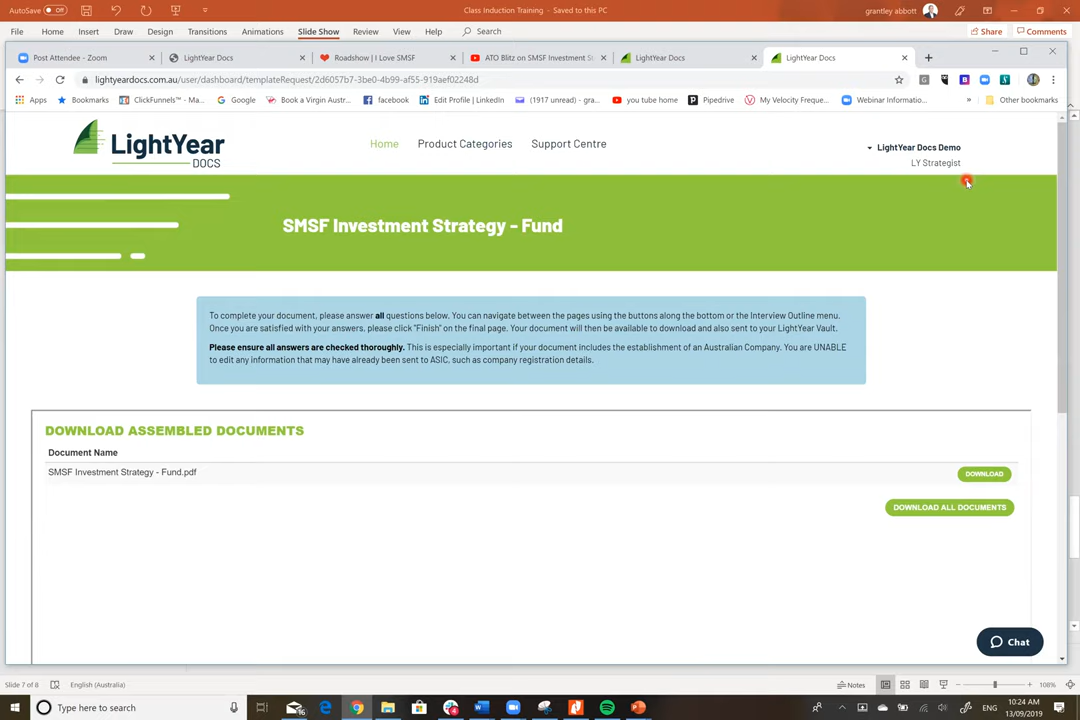 AutoSave Off
Class Induction Training - Saved to this PC
grantley abbott
File Home Insert Draw Design Transitions Animations Slide Show Review View Help Search
Share Comments
Post Attendee - Zoom
LightYear Docs
Roadshow | I Love SMSF
ATO Blitz on SMSF Investment St
LightYear Docs
LightYear Docs
lightyeardocs.com.au/user/dashboard/templateRequest/2d6057b7-3be0-4b99-af55-919aef02248d
Apps Bookmarks ClickFunnels™ - Ma... Google Book a Virgin Austr... facebook Edit Profile | LinkedIn (1917 unread) - gra... you tube home Pipedrive My Velocity Freque... Webinar Informatio... » Other bookmarks
LightYear
DOCS
Home Product Categories Support Centre
LightYear Docs Demo
LY Strategist
SMSF Investment Strategy - Fund
To complete your document, please answer all questions below. You can navigate between the pages using the buttons along the bottom or the Interview Outline menu.
Once you are satisfied with your answers, please click "Finish" on the final page. Your document will then be available to download and also sent to your LightYear Vault.
Please ensure all answers are checked thoroughly. This is especially important if your document includes the establishment of an Australian Company. You are UNABLE
to edit any information that may have already been sent to ASIC, such as company registration details.
DOWNLOAD ASSEMBLED DOCUMENTS
Document Name
SMSF Investment Strategy - Fund.pdf
DOWNLOAD
DOWNLOAD ALL DOCUMENTS
Chat
Slide 7 of 8 English (Australia) Notes 108%
Type here to search
ENG
10:24 AM
13/09/2019